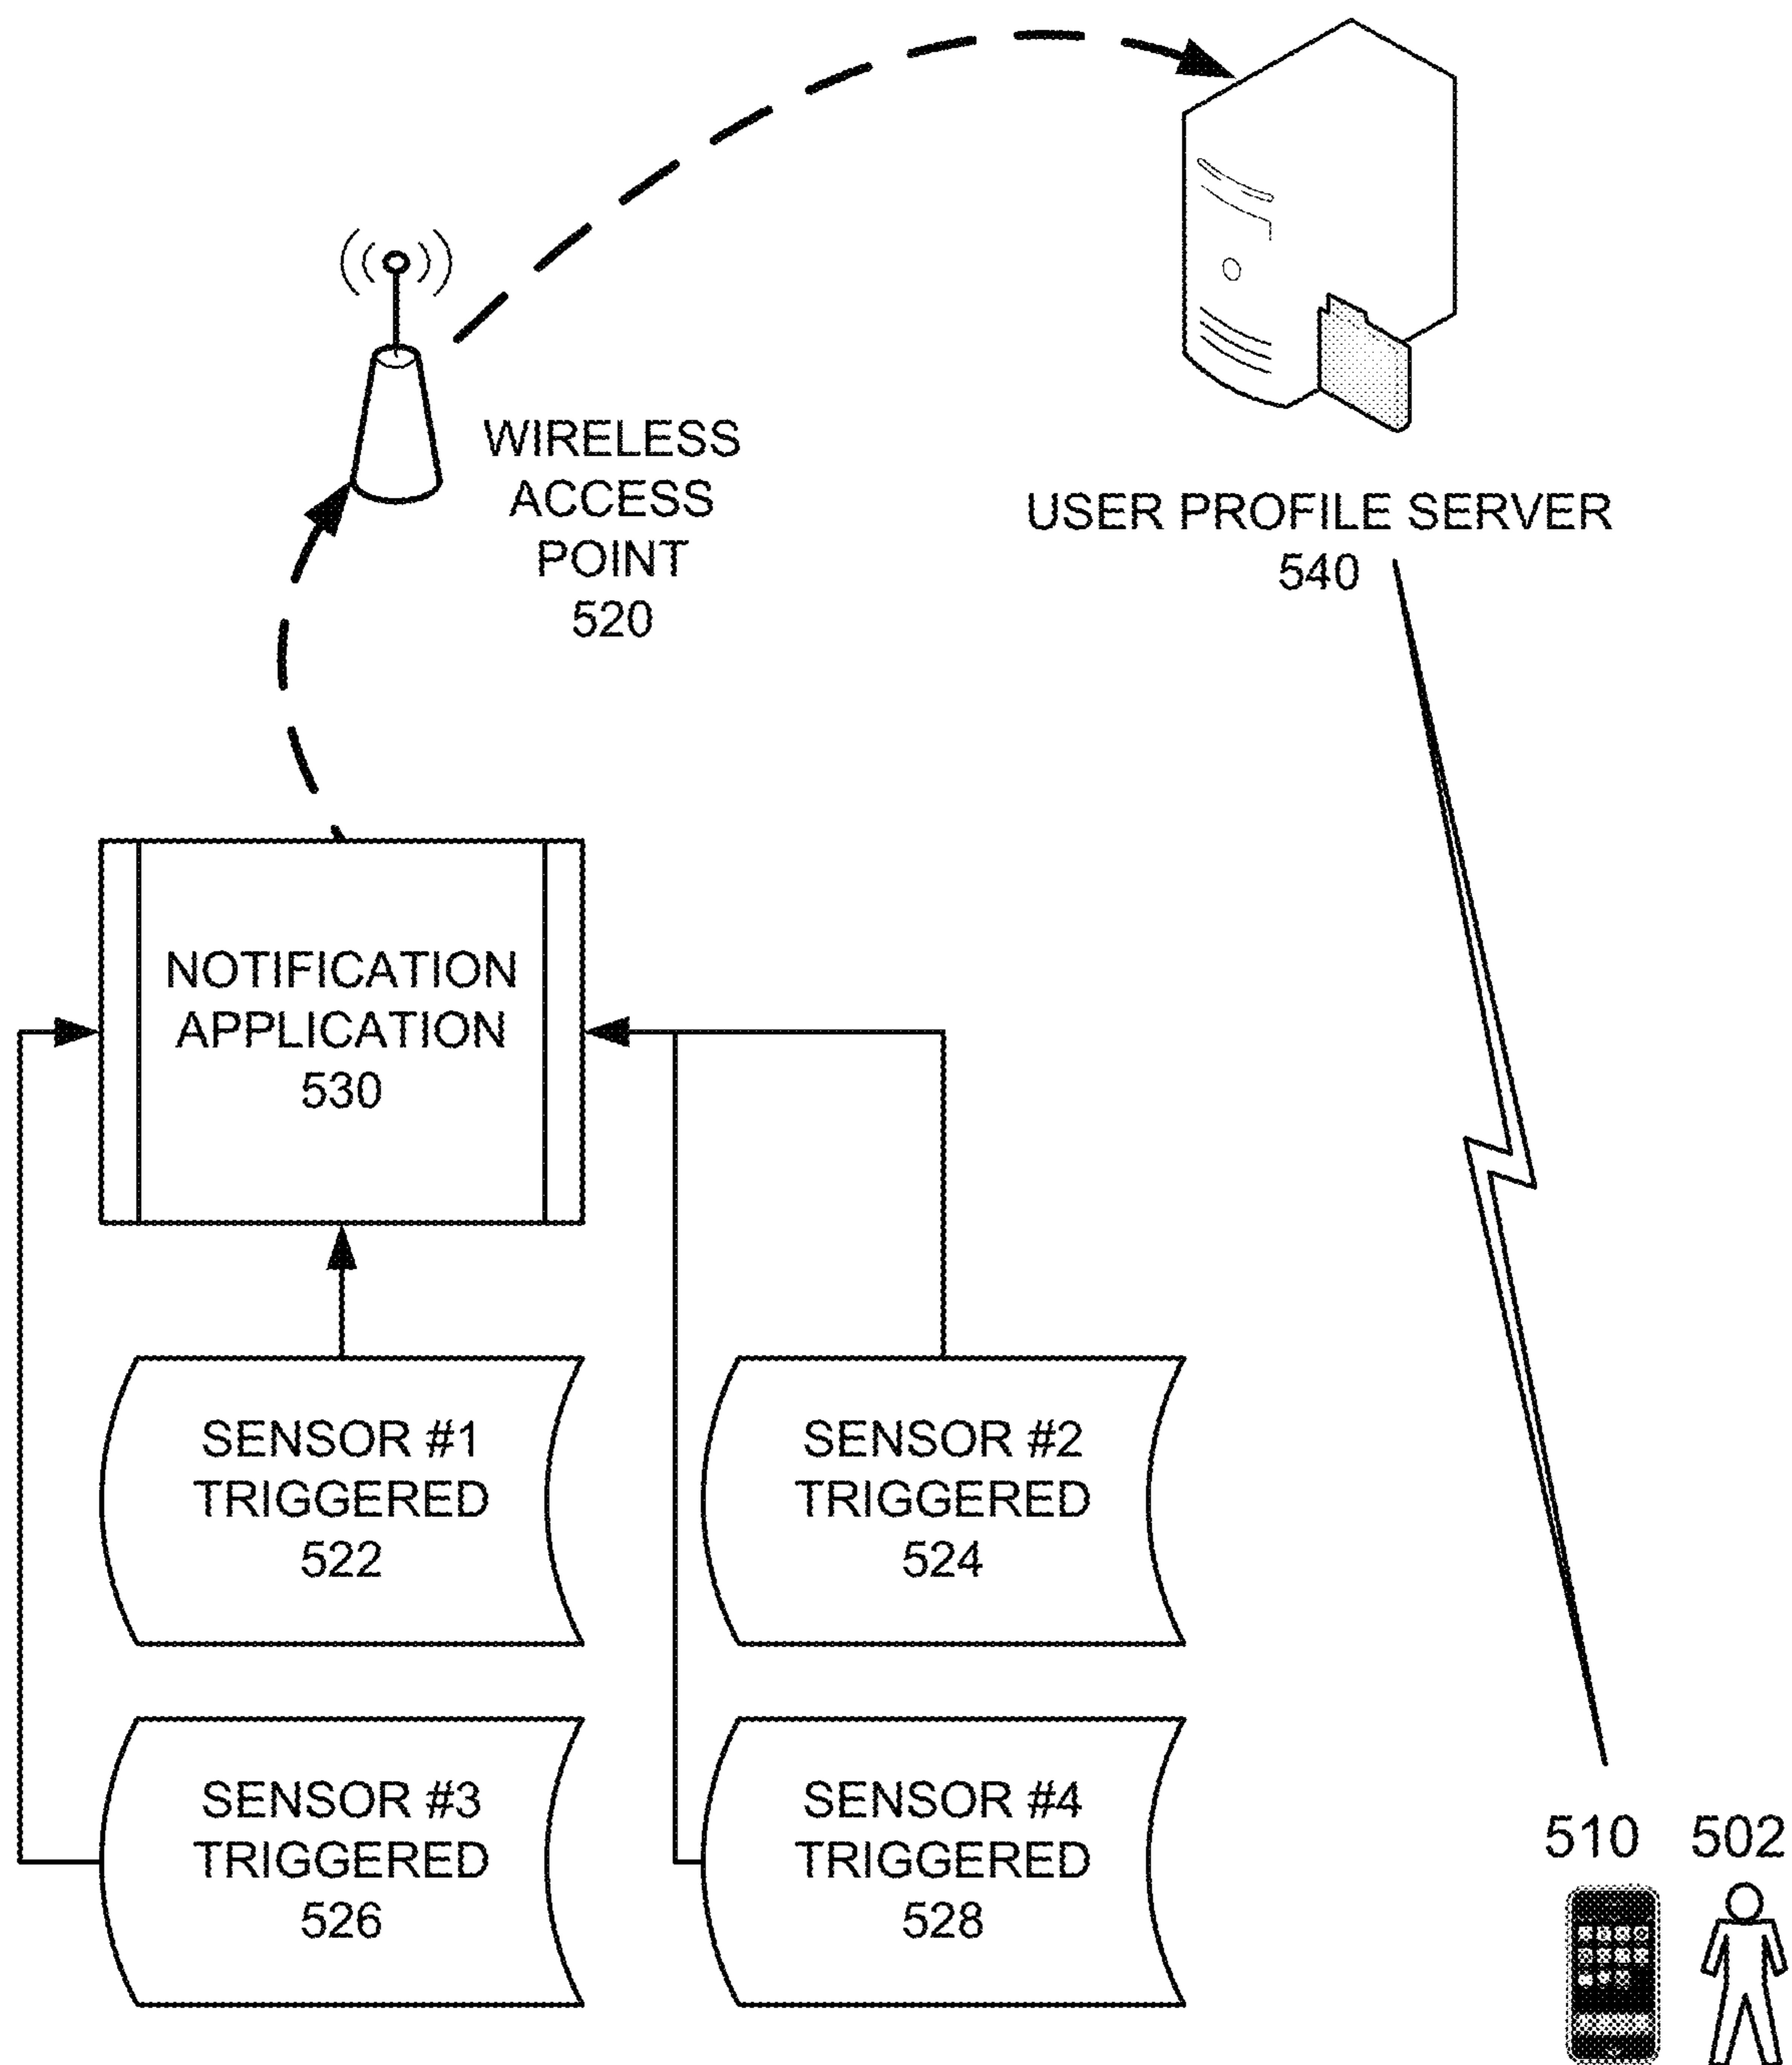 WIRELESS
ACCESS
POINT
520
USER PROFILE SERVER
540
NOTIFICATION
APPLICATION
530
SENSOR #1
TRIGGERED
522
SENSOR #2
TRIGGERED
524
SENSOR #3
TRIGGERED
526
SENSOR #4
TRIGGERED
528
510 502